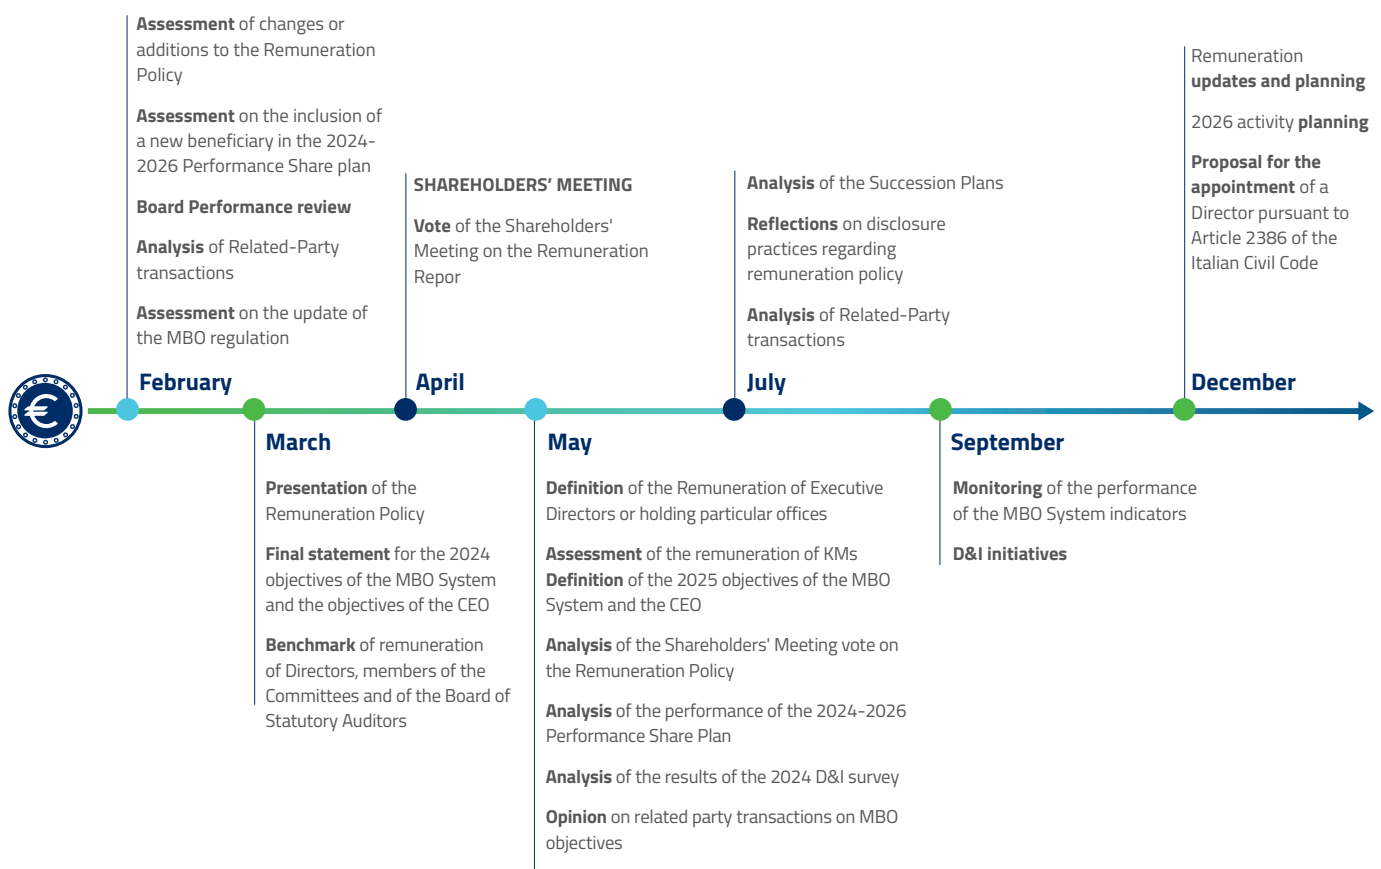 Assessment of changes or
additions to the Remuneration
Policy
Assessment on the inclusion of
a new beneficiary in the 2024-
2026 Performance Share plan
Board Performance review
Analysis of Related-Party
transactions
Assessment on the update of
the MBO regulation
February
SHAREHOLDERS’ MEETING
Vote of the Shareholders'
Meeting on the Remuneration
Repor
April
Analysis of the Succession Plans
Reflections on disclosure
practices regarding
remuneration policy
Analysis of Related-Party
transactions
July
Remuneration
updates and planning
2026 activity planning
Proposal for the
appointment of a
Director pursuant to
Article 2386 of the
Italian Civil Code
December
€
March
Presentation of the
Remuneration Policy
Final statement for the 2024
objectives of the MBO System
and the objectives of the CEO
Benchmark of remuneration
of Directors, members of the
Committees and of the Board of
Statutory Auditors
May
Definition of the Remuneration of Executive
Directors or holding particular offices
Assessment of the remuneration of KMs
Definition of the 2025 objectives of the MBO
System and the CEO
Analysis of the Shareholders' Meeting vote on
the Remuneration Policy
Analysis of the performance of the 2024-2026
Performance Share Plan
Analysis of the results of the 2024 D&I survey
Opinion on related party transactions on MBO
objectives
September
Monitoring of the performance
of the MBO System indicators
D&I initiatives